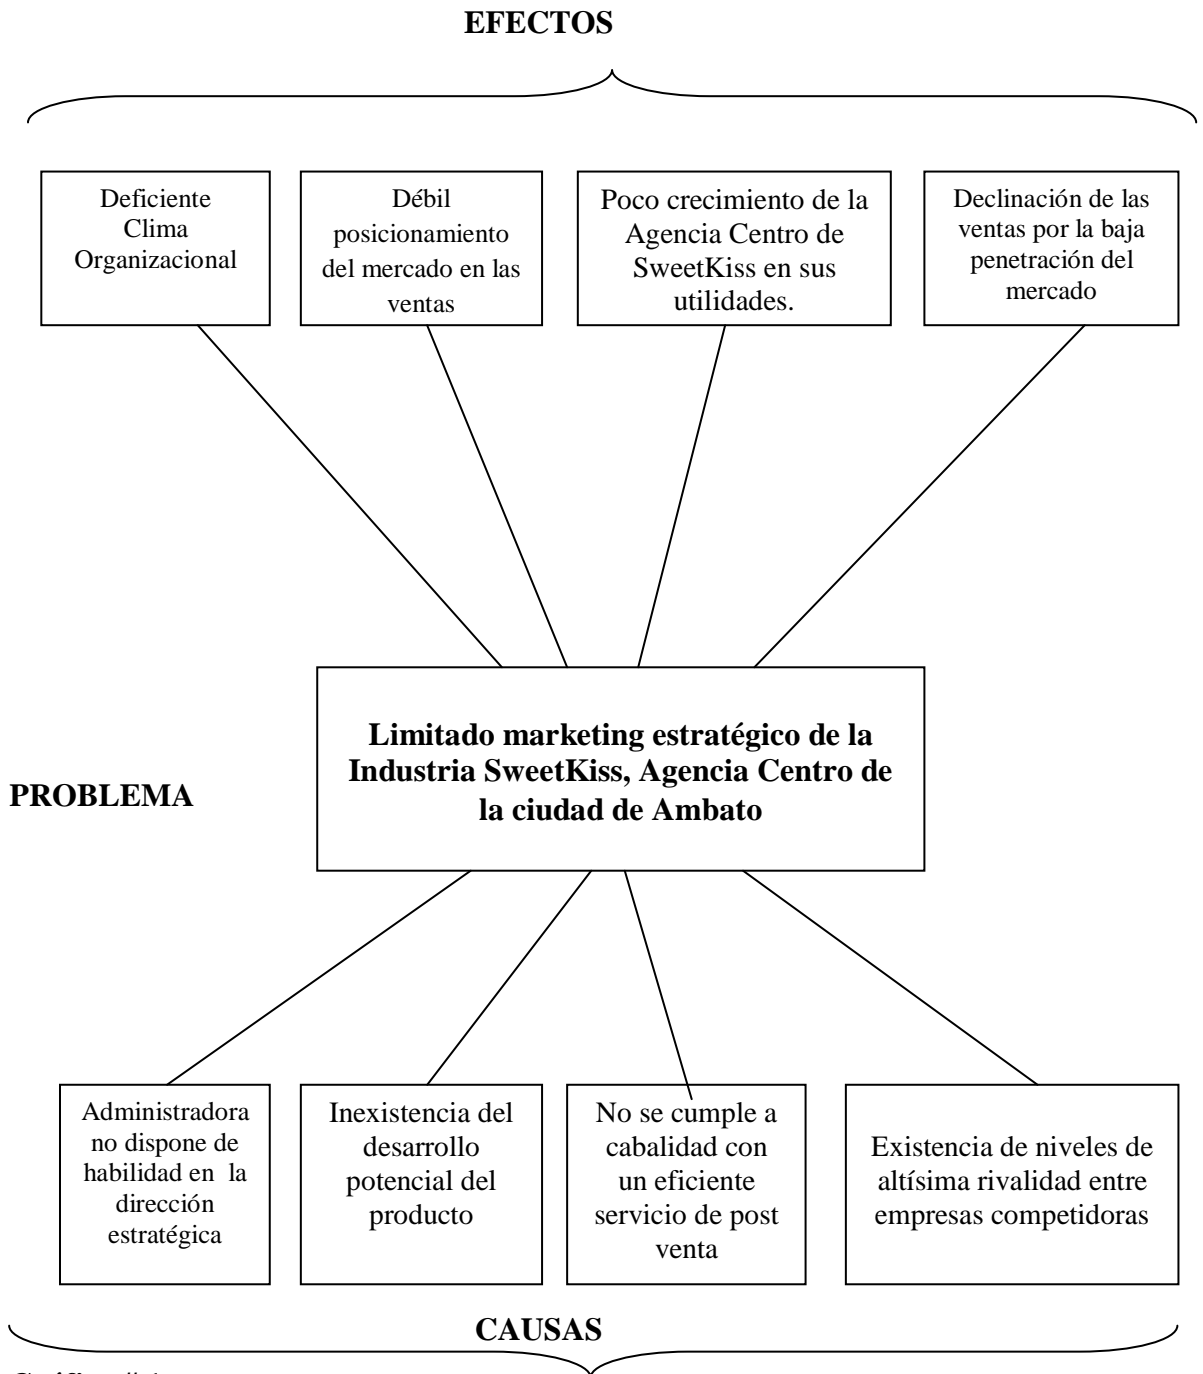 EFECTOS
Deficiente
Clima
Organizacional
Débil
posicionamiento
del mercado en las
ventas
Poco crecimiento de la
Agencia Centro de
SweetKiss en sus
utilidades.
Declinación de las
ventas por la baja
penetración del
mercado
PROBLEMA
Limitado marketing estratégico de la
Industria SweetKiss, Agencia Centro de
la ciudad de Ambato
Administradora
no dispone de
habilidad en la
dirección
estratégica
Inexistencia del
desarrollo
potencial del
producto
No se cumple a
cabalidad con
un eficiente
servicio de post
venta
Existencia de niveles de
altísima rivalidad entre
empresas competidoras
CAUSAS